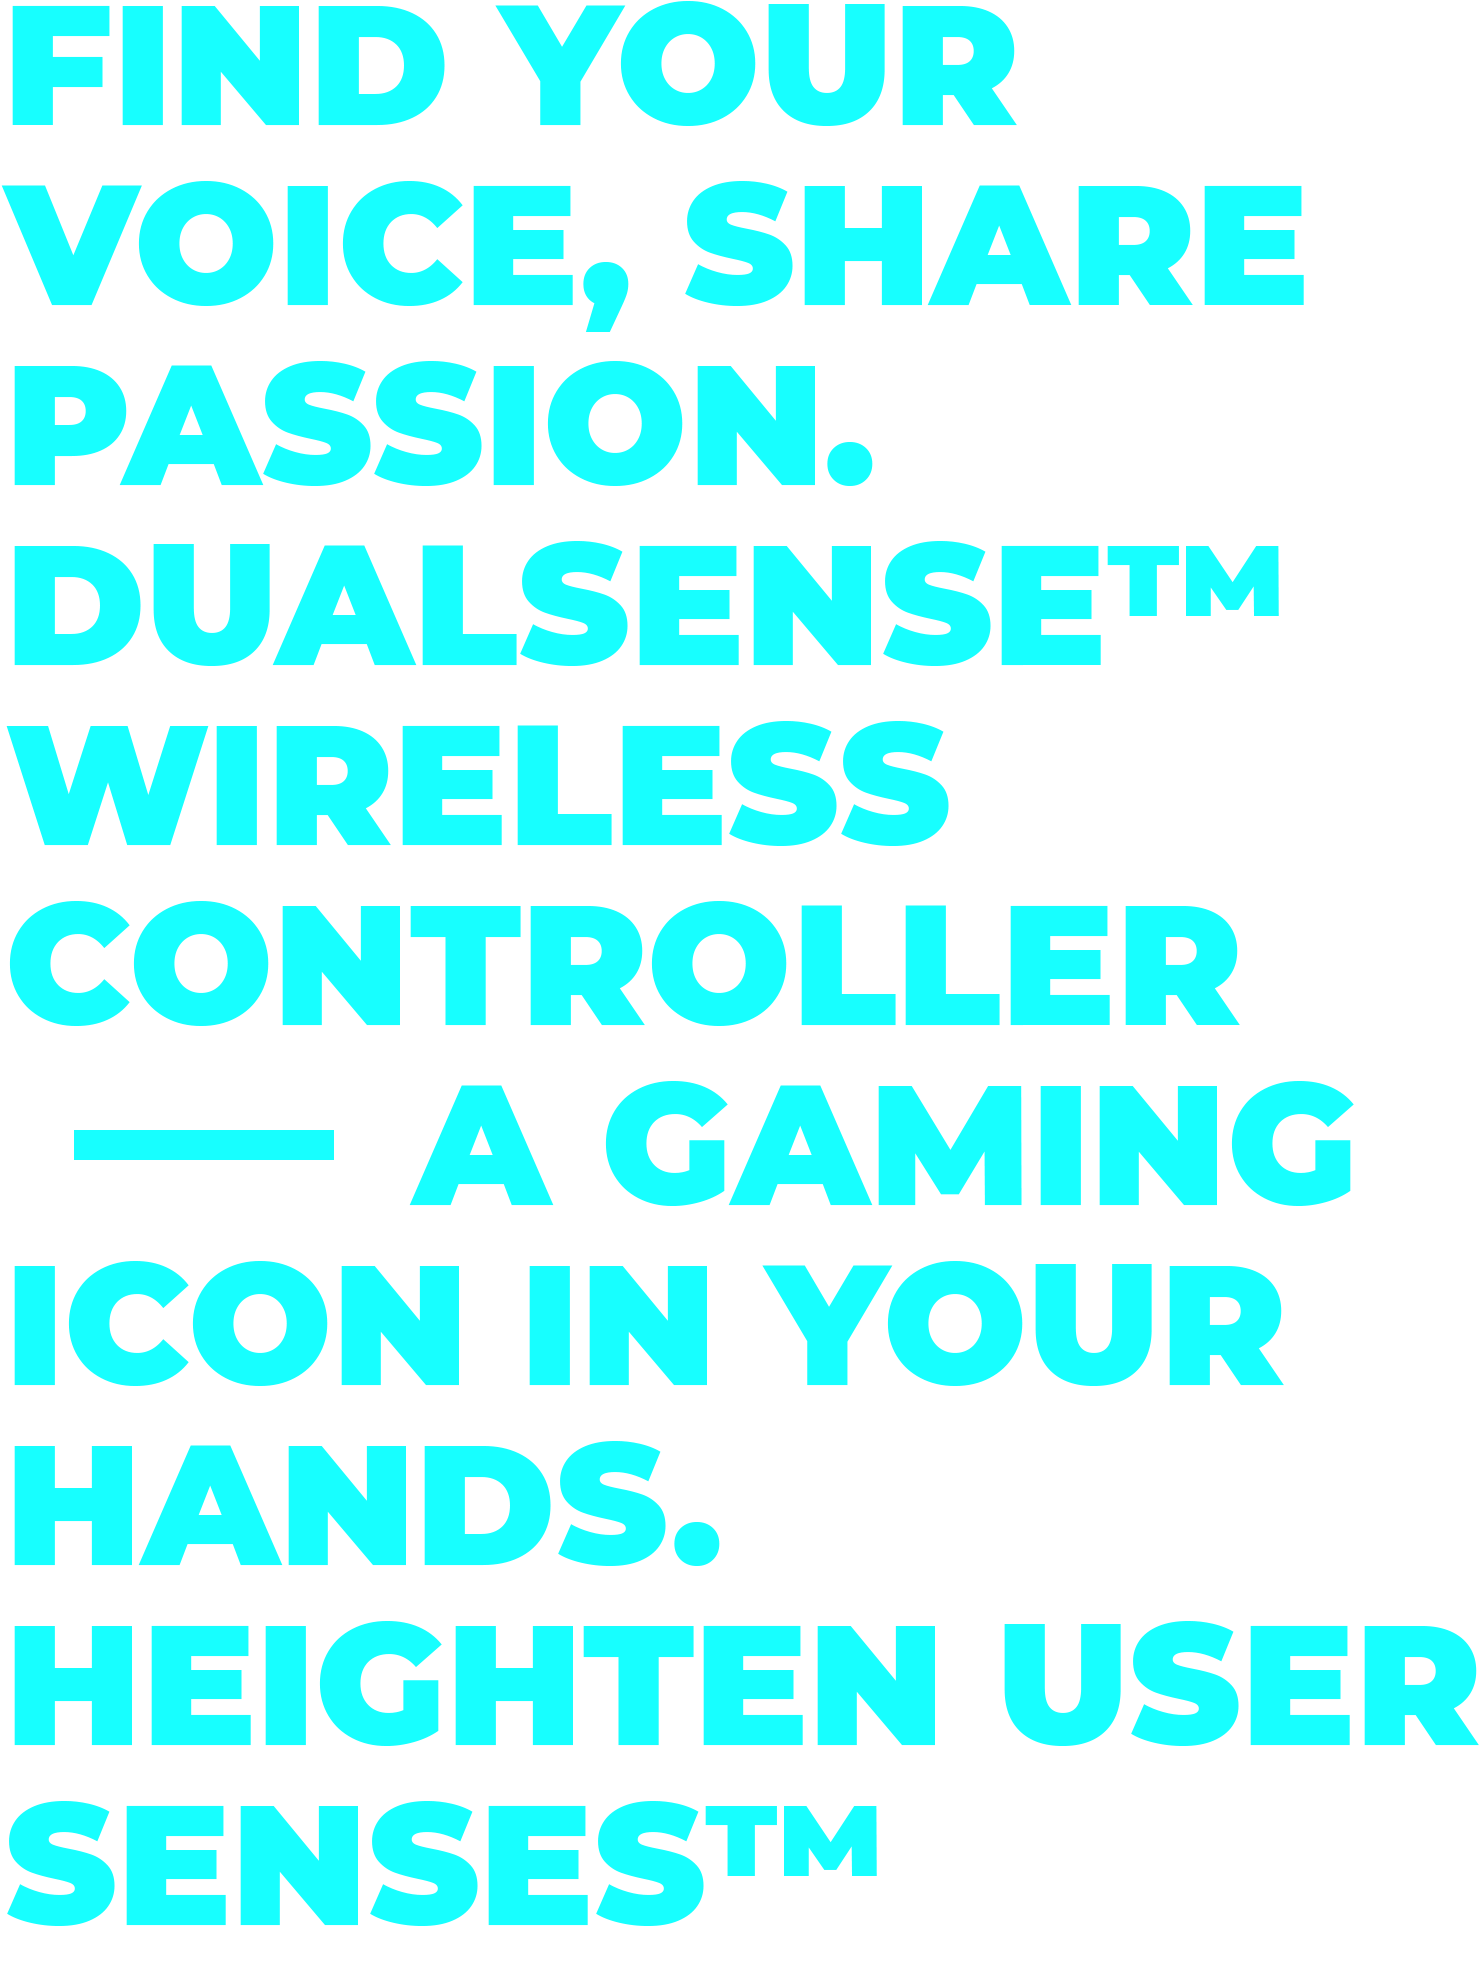 FIND YOUR
VOICE, SHARE
PASSION.
DUALSENSE™
WIRELESS
CONTROLLER
— A GAMING
ICON IN YOUR
HANDS.
HEIGHTEN USER
SENSES™